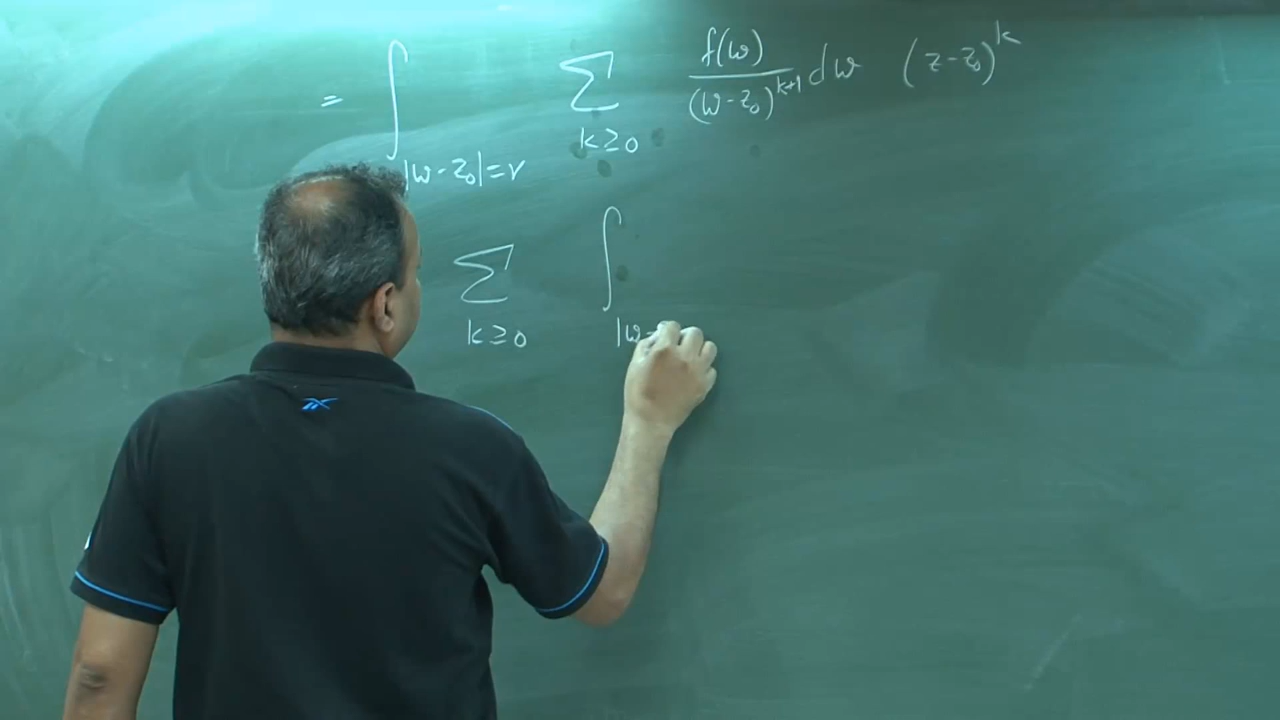 = ∫ |w-z₀|=r ∑ k≥0 f(w)/(w-z₀)^{k+1} dw (z-z₀)^k
∑ k≥0 ∫ |w-